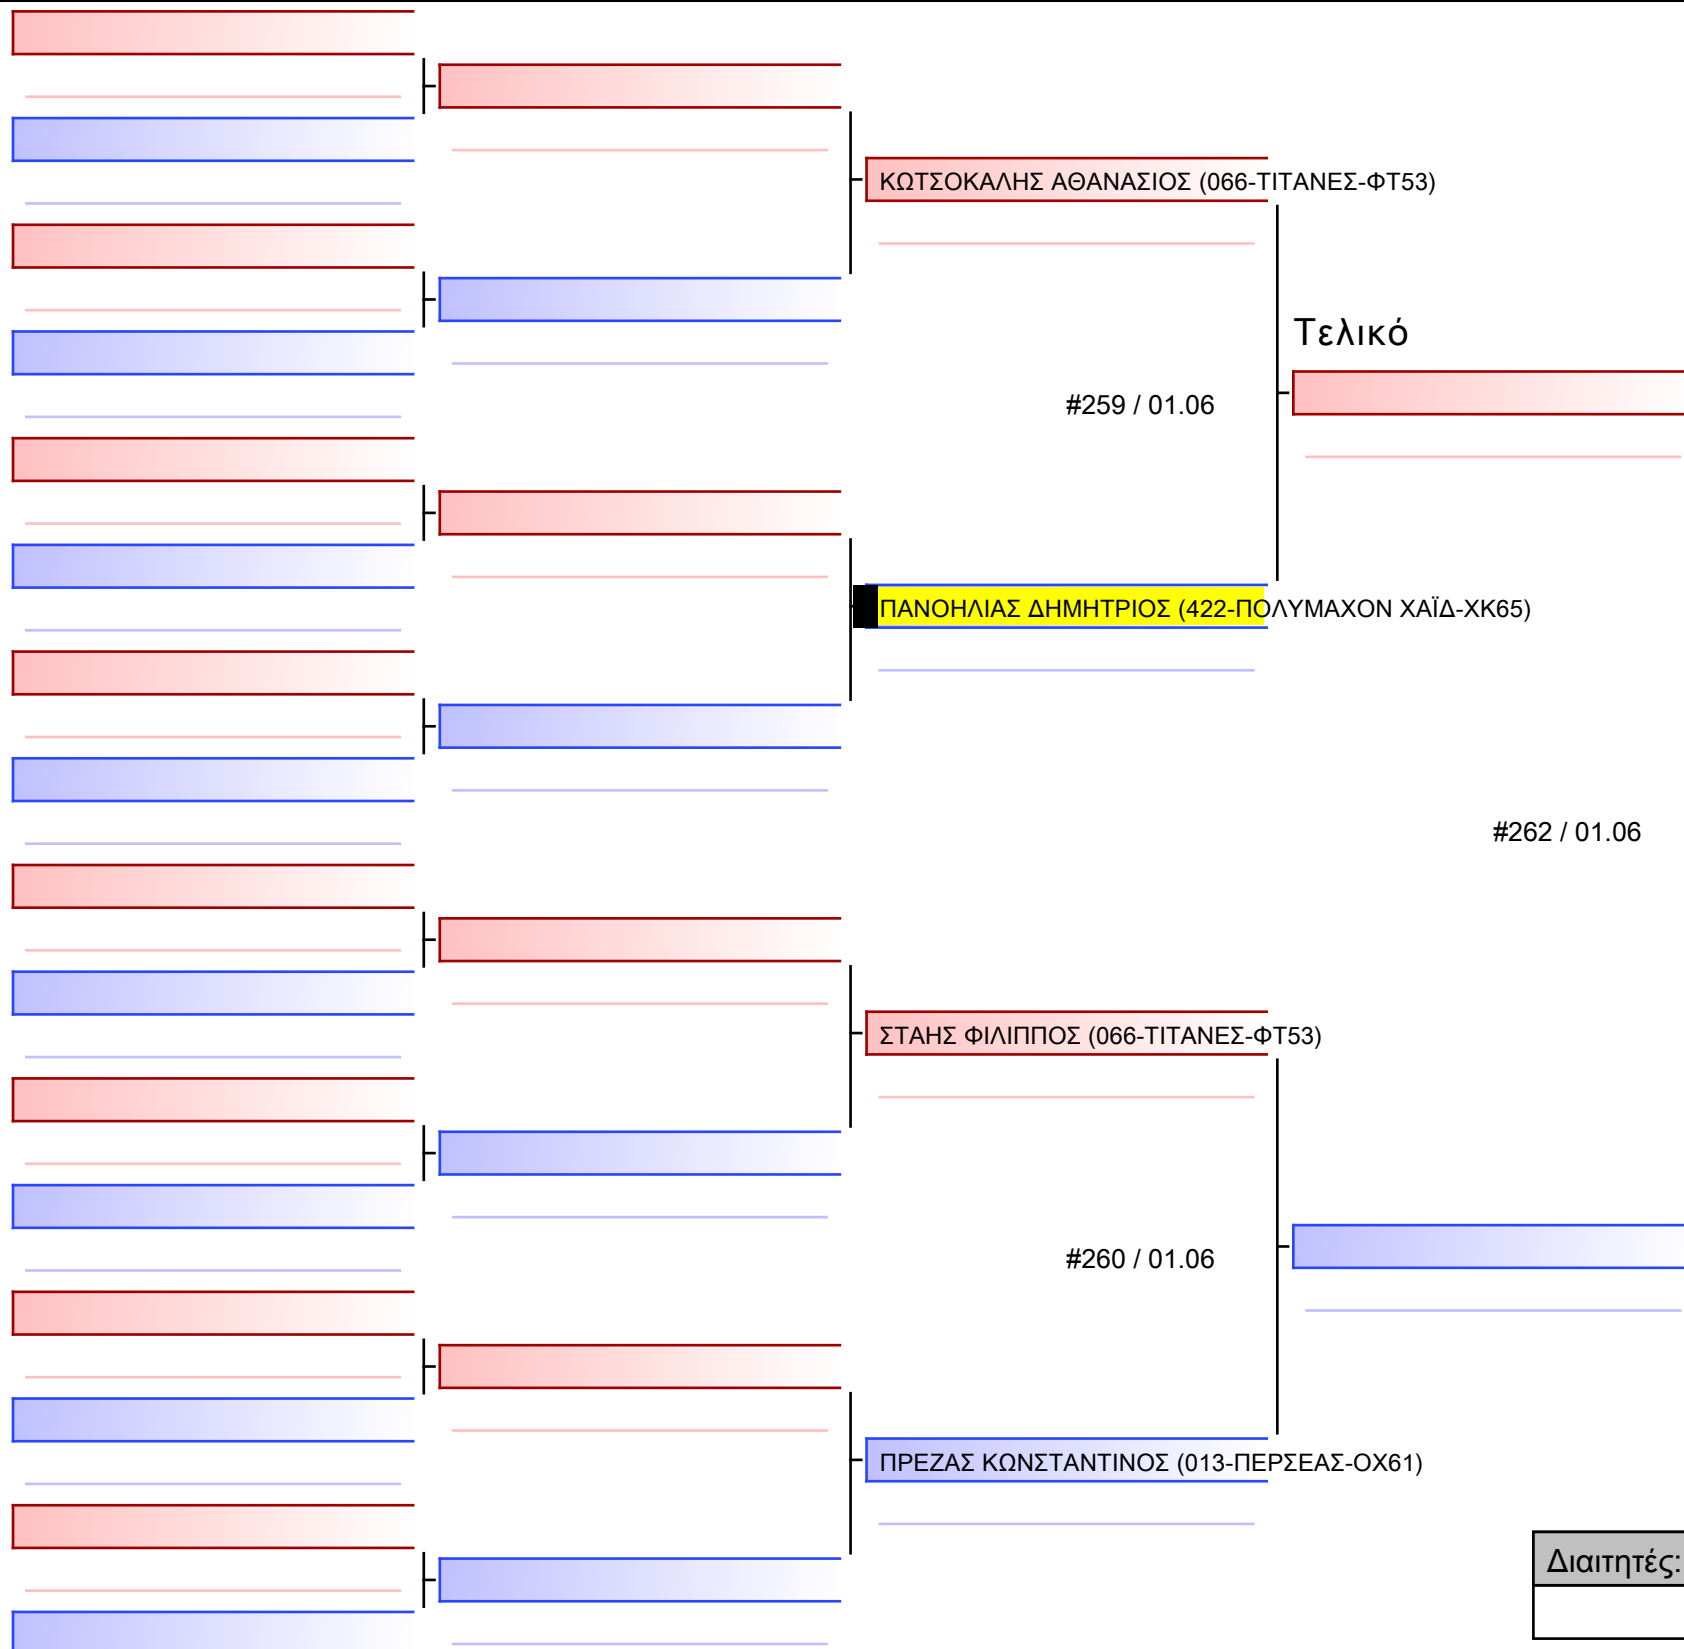 ΚΩΤΣΟΚΑΛΗΣ ΑΘΑΝΑΣΙΟΣ (066-ΤΙΤΑΝΕΣ-ΦΤ53)
Τελικό
#259 / 01.06
ΠΑΝΟΗΛΙΑΣ ΔΗΜΗΤΡΙΟΣ (422-ΠΟΛΥΜΑΧΟΝ ΧΑΪΔ-ΧΚ65)
#262 / 01.06
ΣΤΑΗΣ ΦΙΛΙΠΠΟΣ (066-ΤΙΤΑΝΕΣ-ΦΤ53)
#260 / 01.06
ΠΡΕΖΑΣ ΚΩΝΣΤΑΝΤΙΝΟΣ (013-ΠΕΡΣΕΑΣ-ΟΧ61)
Διαιτητές: